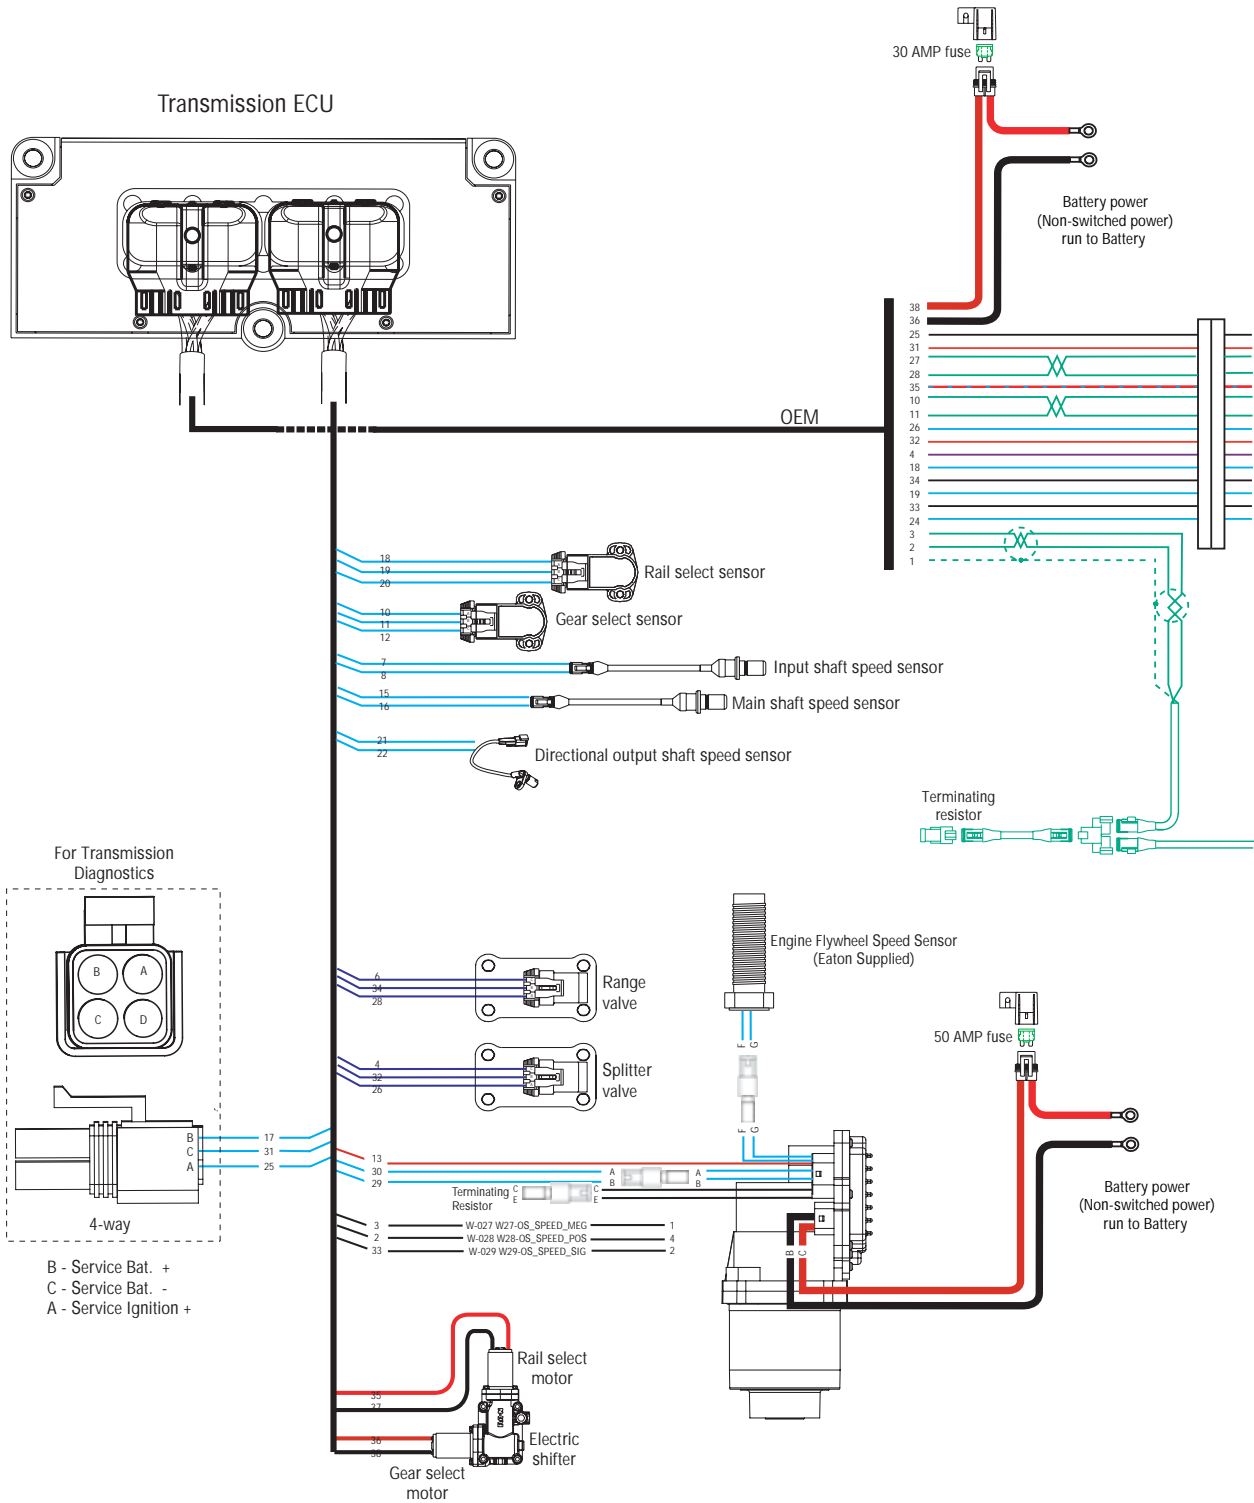 30 AMP fuse
Transmission ECU
Battery power
(Non-switched power)
run to Battery
OEM
38
36
25
31
27
28
35
10
11
26
32
4
18
34
19
33
24
3
2
1
18
19
20
Rail select sensor
10
11
12
Gear select sensor
7
8
Input shaft speed sensor
15
16
Main shaft speed sensor
21
22
Directional output shaft speed sensor
Terminating
resistor
For Transmission
Diagnostics
B
A
C
D
B
C
A
17
31
25
4-way
B - Service Bat. +
C - Service Bat. -
A - Service Ignition +
6
34
28
Range
valve
4
32
26
Splitter
valve
Engine Flywheel Speed Sensor
(Eaton Supplied)
F
G
F
G
50 AMP fuse
Battery power
(Non-switched power)
run to Battery
13
30
29
A
B
A
B
Terminating
Resistor
C
E
C
E
3 W-027 W27-OS_SPEED_MEG 1
2 W-028 W28-OS_SPEED_POS 4
33 W-029 W29-OS_SPEED_SIG 2
B
C
Rail select
motor
35
37
36
38
Electric
shifter
Gear select
motor